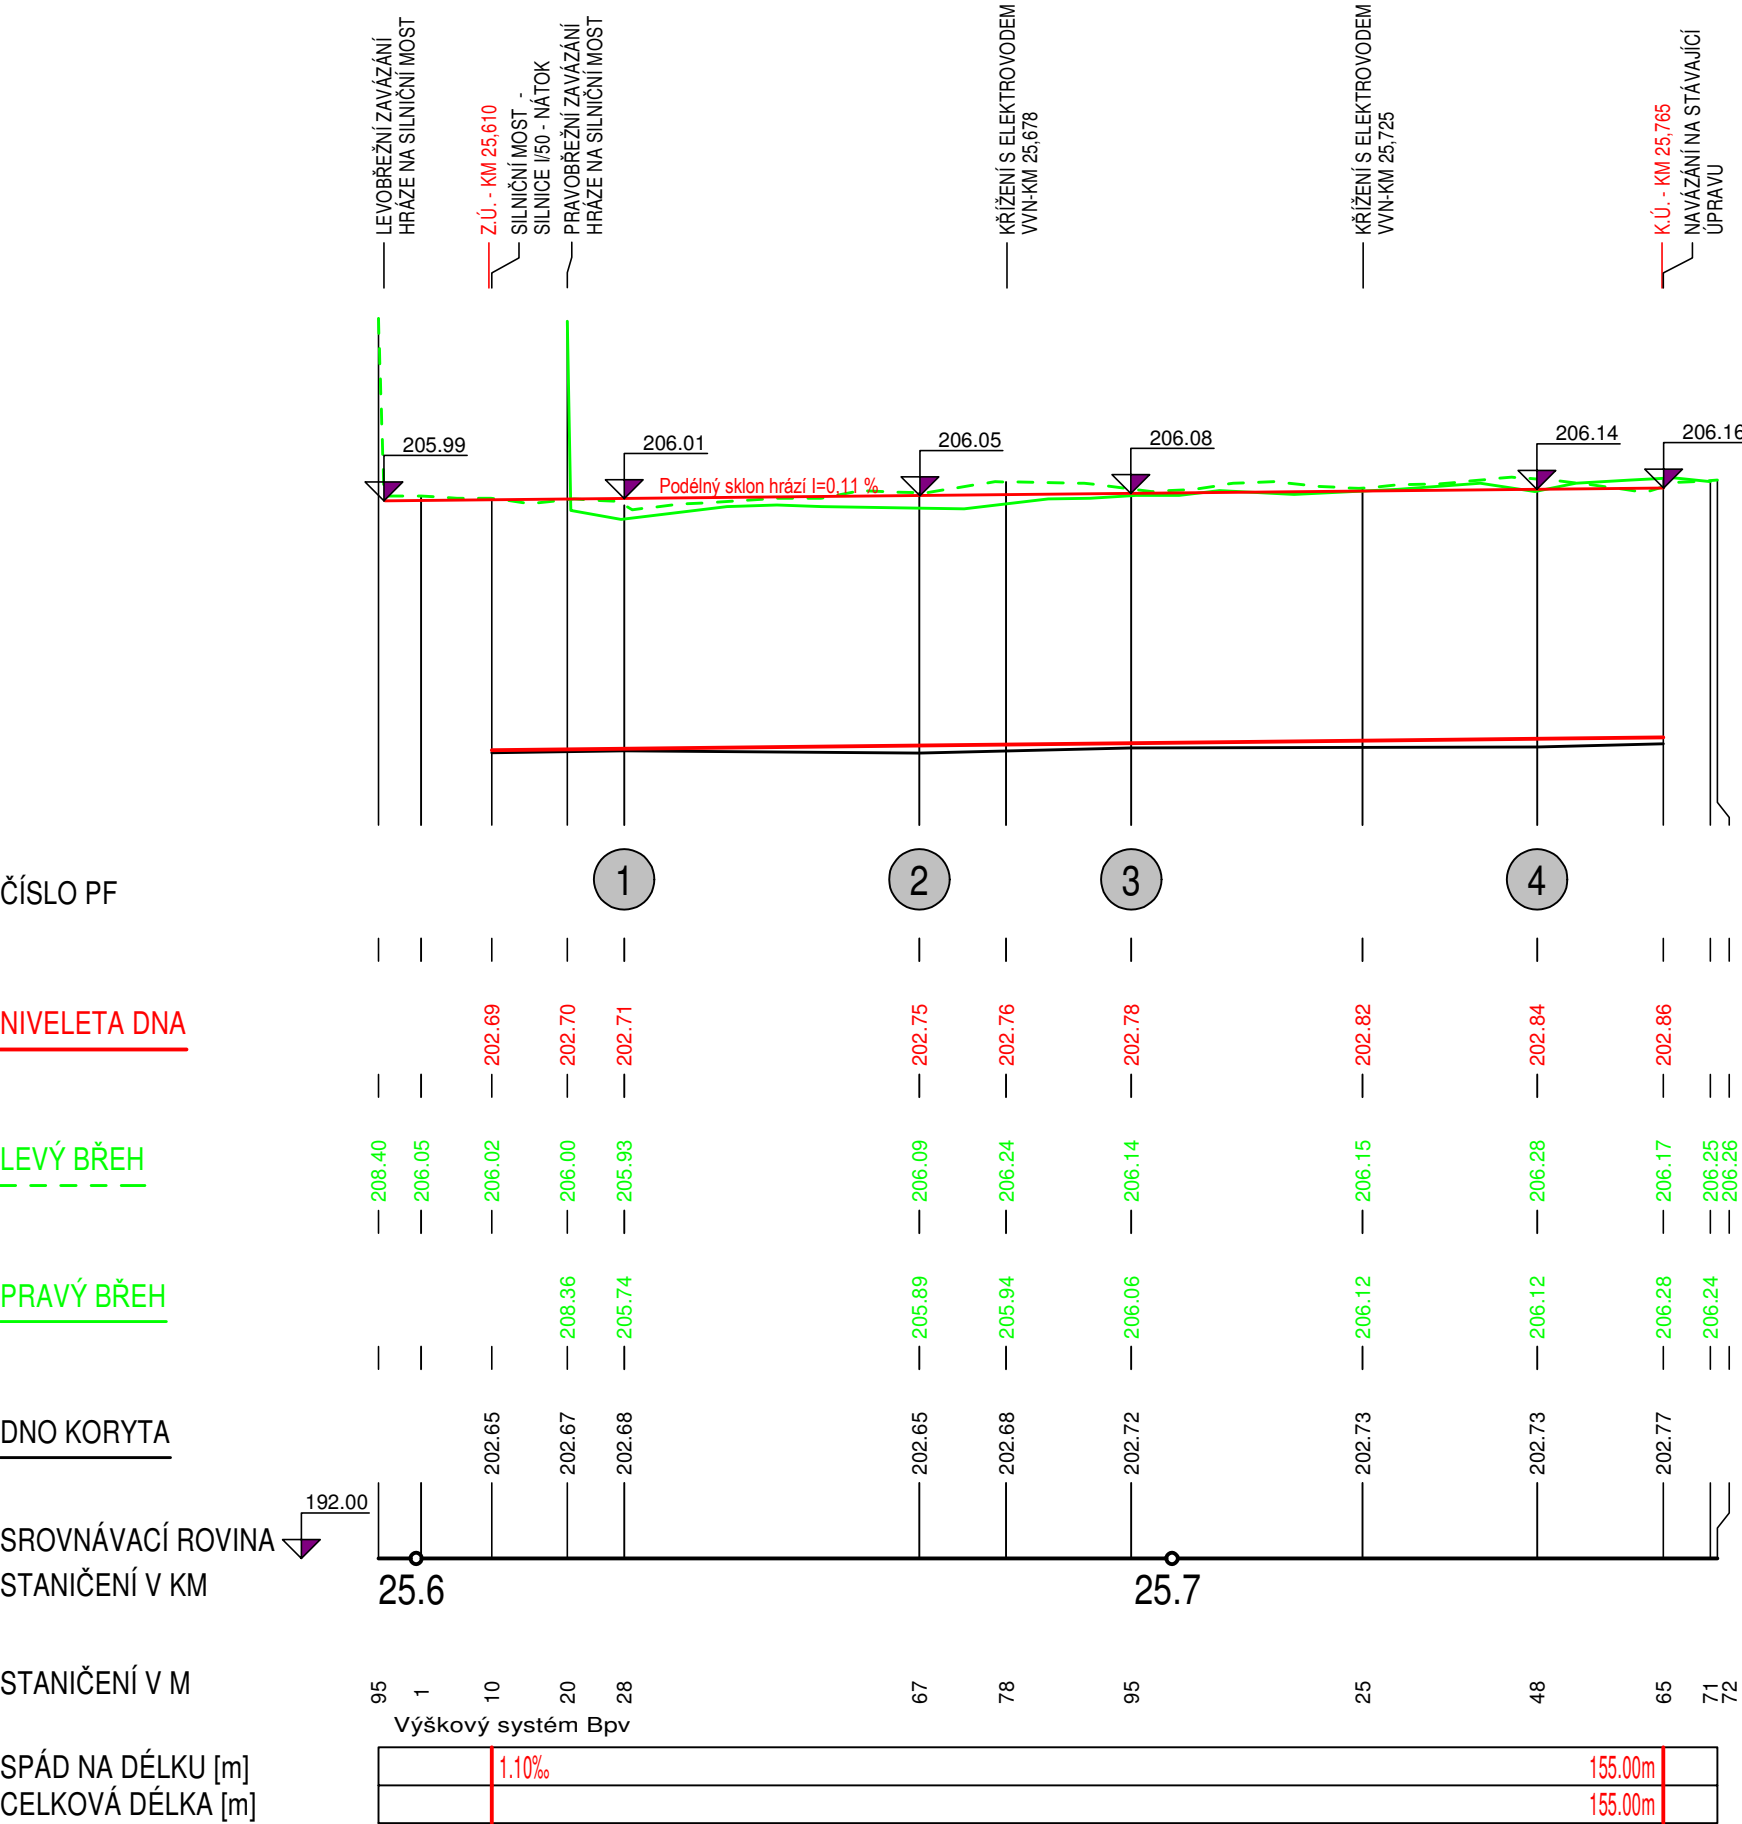 LEVOBŘEŽNÍ ZAVÁZÁNÍ
HRÁZE NA SILNIČNÍ MOST
Z.Ú. - KM 25,610
SILNIČNÍ MOST -
SILNICE I/50 - NÁTOK
PRAVOBŘEŽNÍ ZAVÁZÁNÍ
HRÁZE NA SILNIČNÍ MOST
KŘÍŽENÍ S ELEKTROVODEM
VVN-KM 25,678
KŘÍŽENÍ S ELEKTROVODEM
VVN-KM 25,725
K.Ú. - KM 25,765
NAVÁZÁNÍ NA STÁVAJÍCÍ
ÚPRAVU
205.99 206.01 206.05 206.08 206.14 206.16
Podélný sklon hrází I=0,11 %
ČÍSLO PF 1 2 3 4
NIVELETA DNA 202.69 202.70 202.71 202.75 202.76 202.78 202.82 202.84 202.86
LEVÝ BŘEH 208.40 206.05 206.02 206.00 205.93 206.09 206.24 206.14 206.15 206.28 206.17 206.25 206.26
PRAVÝ BŘEH 208.36 205.74 205.89 205.94 206.06 206.12 206.12 206.28 206.24
DNO KORYTA 202.65 202.67 202.68 202.65 202.68 202.72 202.73 202.73 202.77
SROVNÁVACÍ ROVINA 192.00
STANIČENÍ V KM 25.6 25.7
STANIČENÍ V M 95 1 10 20 28 67 78 95 25 48 65 71 72
Výškový systém Bpv
SPÁD NA DÉLKU [m] 1.10‰ 155.00m
CELKOVÁ DÉLKA [m] 155.00m